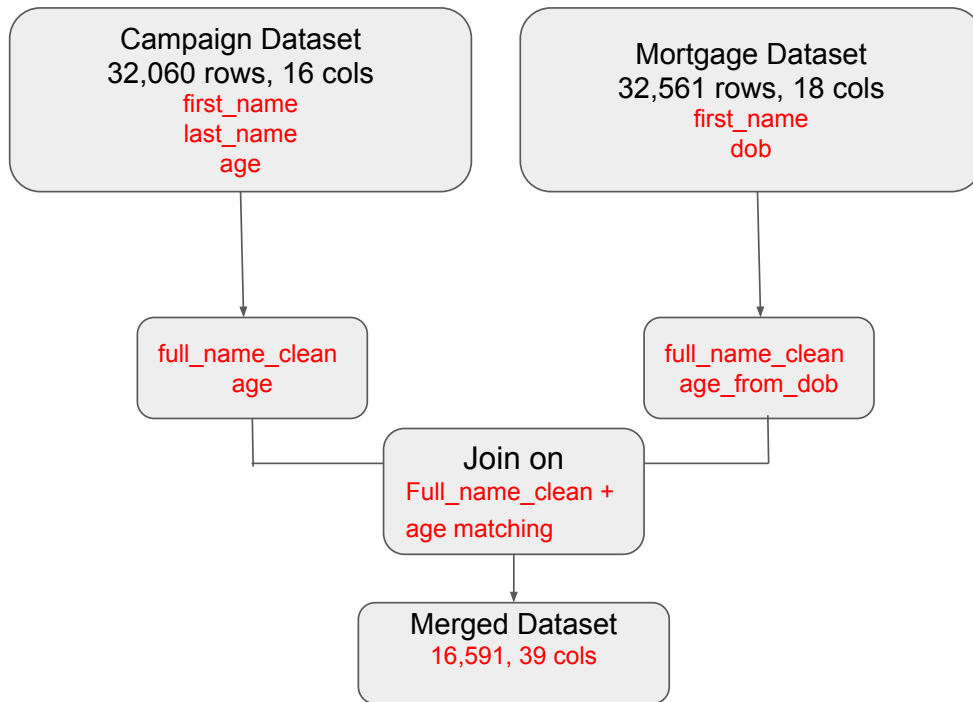 Campaign Dataset
32,060 rows, 16 cols
first_name
last_name
age
Mortgage Dataset
32,561 rows, 18 cols
first_name
dob
full_name_clean
age
full_name_clean
age_from_dob
Join on
Full_name_clean +
age matching
Merged Dataset
16,591, 39 cols